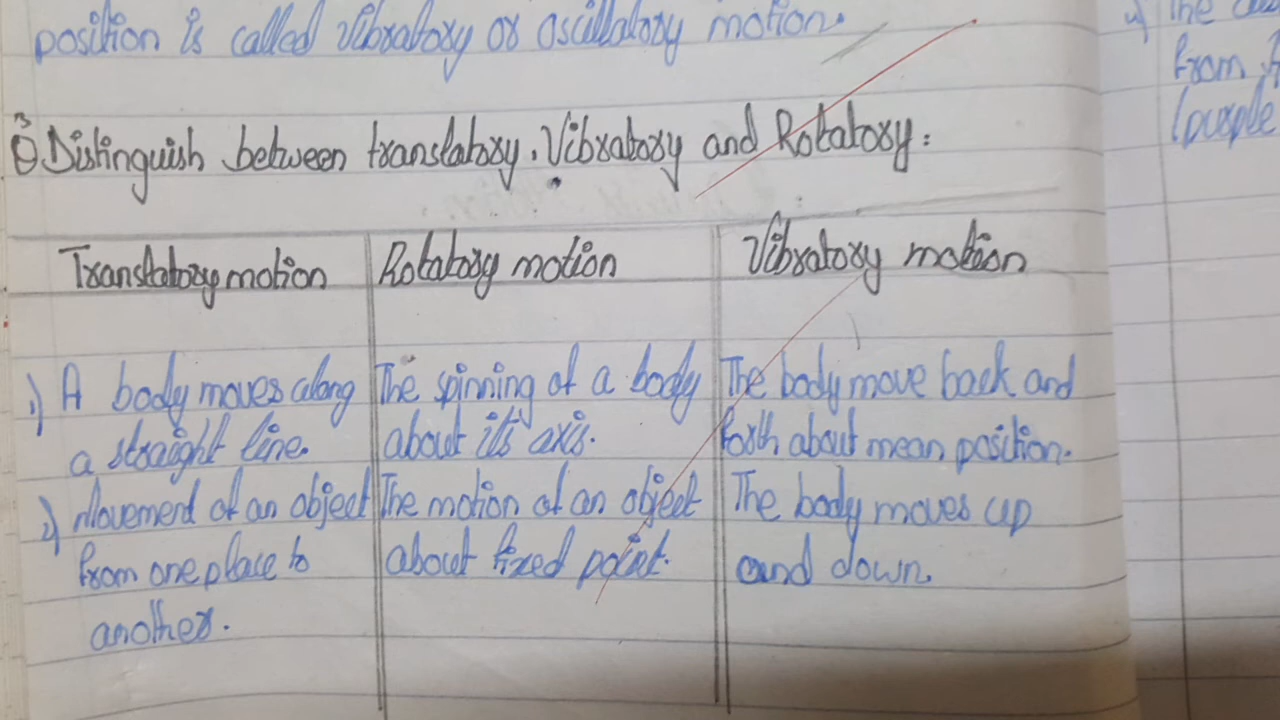 position is called Vibratory or oscillatory motion.
Distinguish between translatory, Vibratory and Rotatory:
Translatory motion Rotatory motion Vibratory motion
1) A body moves along The spinning of a body The body move back and
a straight line. about its axis. forth about mean position.
2) Movement of an object The motion of an object The body moves up
from one place to about fixed point. and down.
another.
4) The
from
(purple